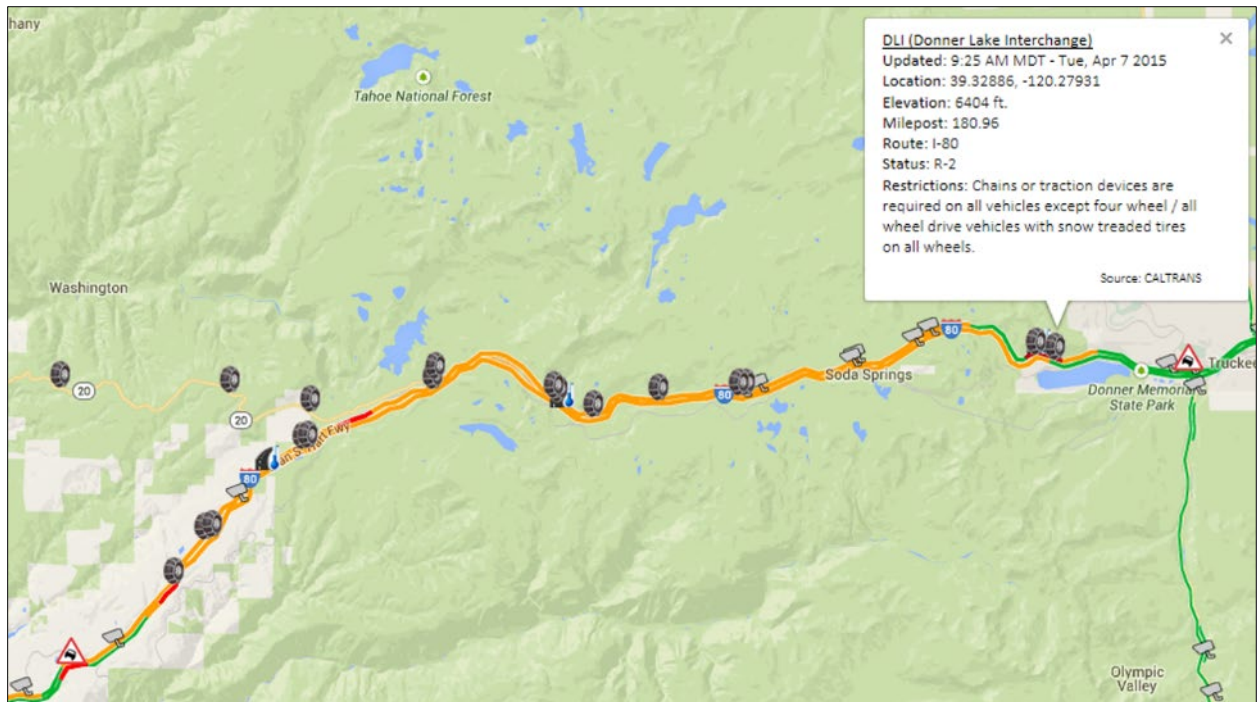 hany
Tahoe National Forest
DLI (Donner Lake Interchange)
Updated: 9:25 AM MDT - Tue, Apr 7 2015
Location: 39.32886, -120.27931
Elevation: 6404 ft.
Milepost: 180.96
Route: I-80
Status: R-2
Restrictions: Chains or traction devices are
required on all vehicles except four wheel / all
wheel drive vehicles with snow treaded tires
on all wheels.
Source: CALTRANS
Washington
80
Soda Springs
Truckee
20
80
Donner Memorial
State Park
20
Fwy
80
Olympic
Valley